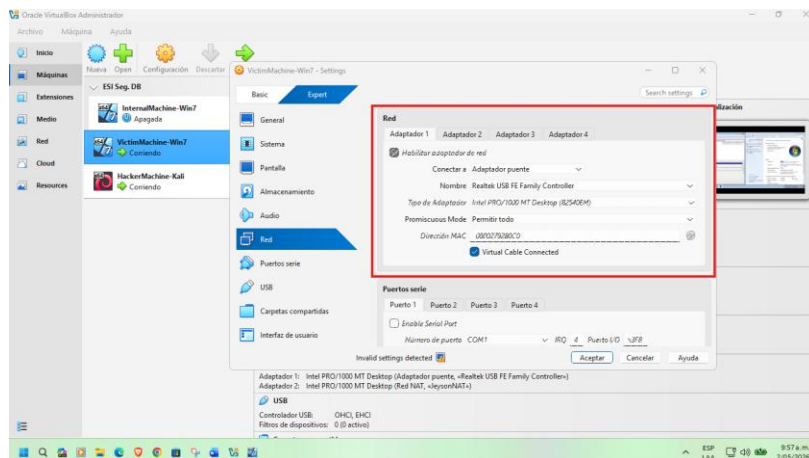 Oracle VirtualBox Administrador
Archivo Máquina Ayuda
Inicio
Máquinas
Extensiones
Medio
Red
Cloud
Resources
Nueva Open Configuración Descartar
ESI Seg. DB
InternalMachine-Win7
Apagada
VictimMachine-Win7
Corriendo
HackerMachine-Kali
Corriendo
VictimMachine-Win7 - Settings
Basic Expert
Search settings
General
Sistema
Pantalla
Almacenamiento
Audio
Red
Puertos serie
USB
Carpetas compartidas
Interfaz de usuario
Red
Adaptador 1 Adaptador 2 Adaptador 3 Adaptador 4
Habilitar adaptador de red
Conectar a Adaptador puente
Nombre Realtek USB FE Family Controller
Tipo de Adaptador Intel PRO/1000 MT Desktop (82540EM)
Promiscuous Mode Permitir todo
Dirección MAC
Virtual Cable Connected
Puertos serie
Puerto 1 Puerto 2 Puerto 3 Puerto 4
Enable Serial Port
Número de puerto COM1 IRQ 4 Puerto I/O
Invalid settings detected
Aceptar Cancelar Ayuda
Adaptador 1: Intel PRO/1000 MT Desktop (Adaptador puente, «Realtek USB FE Family Controller»)
Adaptador 2: Intel PRO/1000 MT Desktop (Red NAT, «JeysonNAT»)
USB
Controlador USB: OHCI, EHCI
Filtros de dispositivos: 0 (0 activo)
ESP
9:57 a.m.